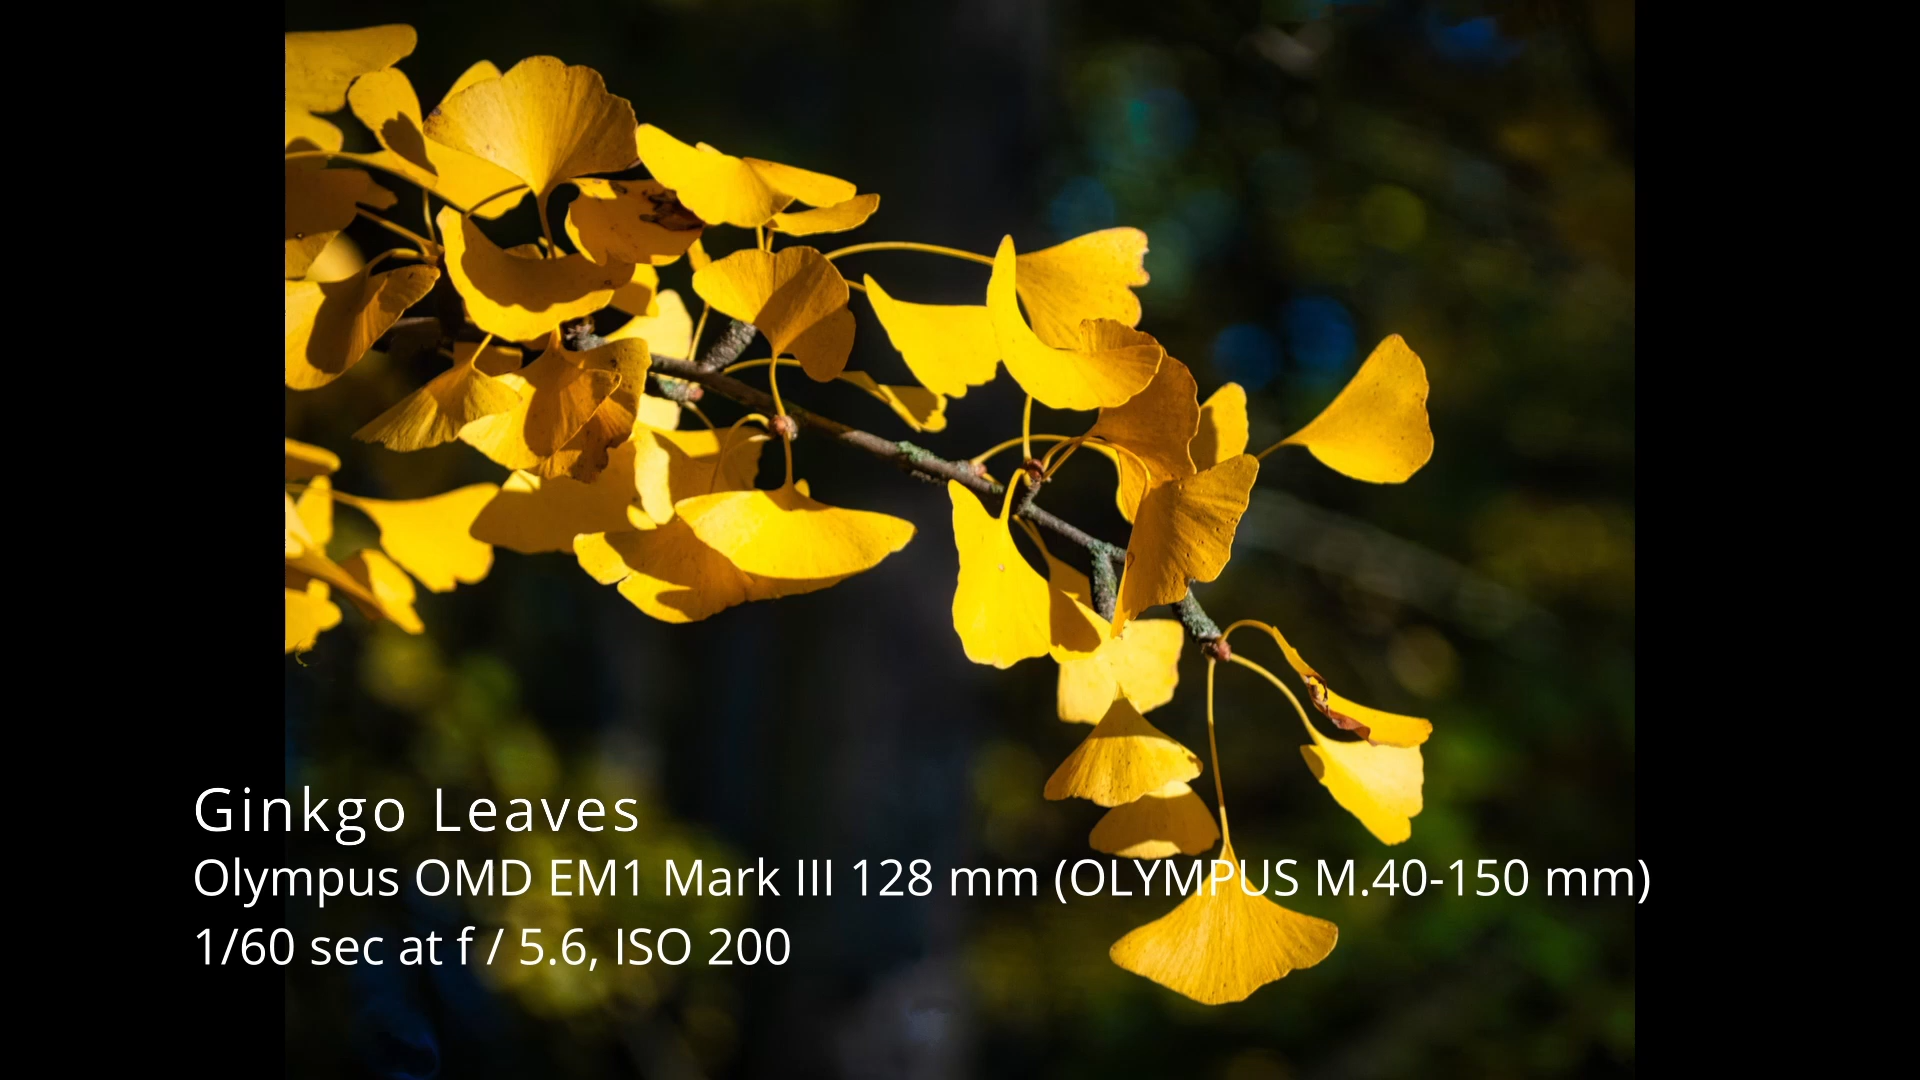 Ginkgo Leaves
Olympus OMD EM1 Mark III 128 mm (OLYMPUS M.40-150 mm)
1/60 sec at f / 5.6, ISO 200